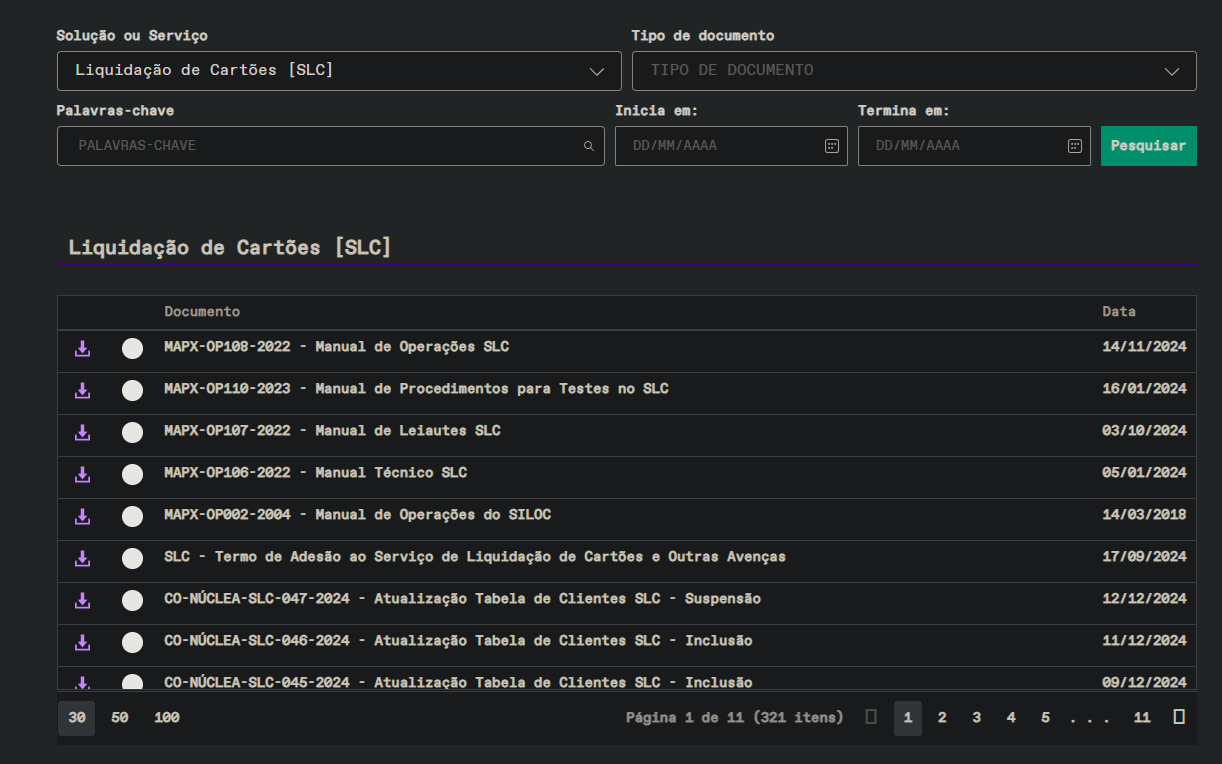 Solução ou Serviço Tipo de documento
Liquidação de Cartões [SLC] TIPO DE DOCUMENTO
Palavras-chave Inicia em: Termina em:
PALAVRAS-CHAVE DD/MM/AAAA DD/MM/AAAA Pesquisar
Liquidação de Cartões [SLC]
Documento Data
MAPX-OP108-2022 - Manual de Operações SLC 14/11/2024
MAPX-OP110-2023 - Manual de Procedimentos para Testes no SLC 16/01/2024
MAPX-OP107-2022 - Manual de Leiautes SLC 03/10/2024
MAPX-OP106-2022 - Manual Técnico SLC 05/01/2024
MAPX-OP002-2004 - Manual de Operações do SILOC 14/03/2018
SLC - Termo de Adesão ao Serviço de Liquidação de Cartões e Outras Avenças 17/09/2024
CO-NÚCLEA-SLC-047-2024 - Atualização Tabela de Clientes SLC - Suspensão 12/12/2024
CO-NÚCLEA-SLC-046-2024 - Atualização Tabela de Clientes SLC - Inclusão 11/12/2024
CO-NÚCLEA-SLC-045-2024 - Atualização Tabela de Clientes SLC - Inclusão 09/12/2024
30 50 100 Página 1 de 11 (321 itens) 1 2 3 4 5 ... 11